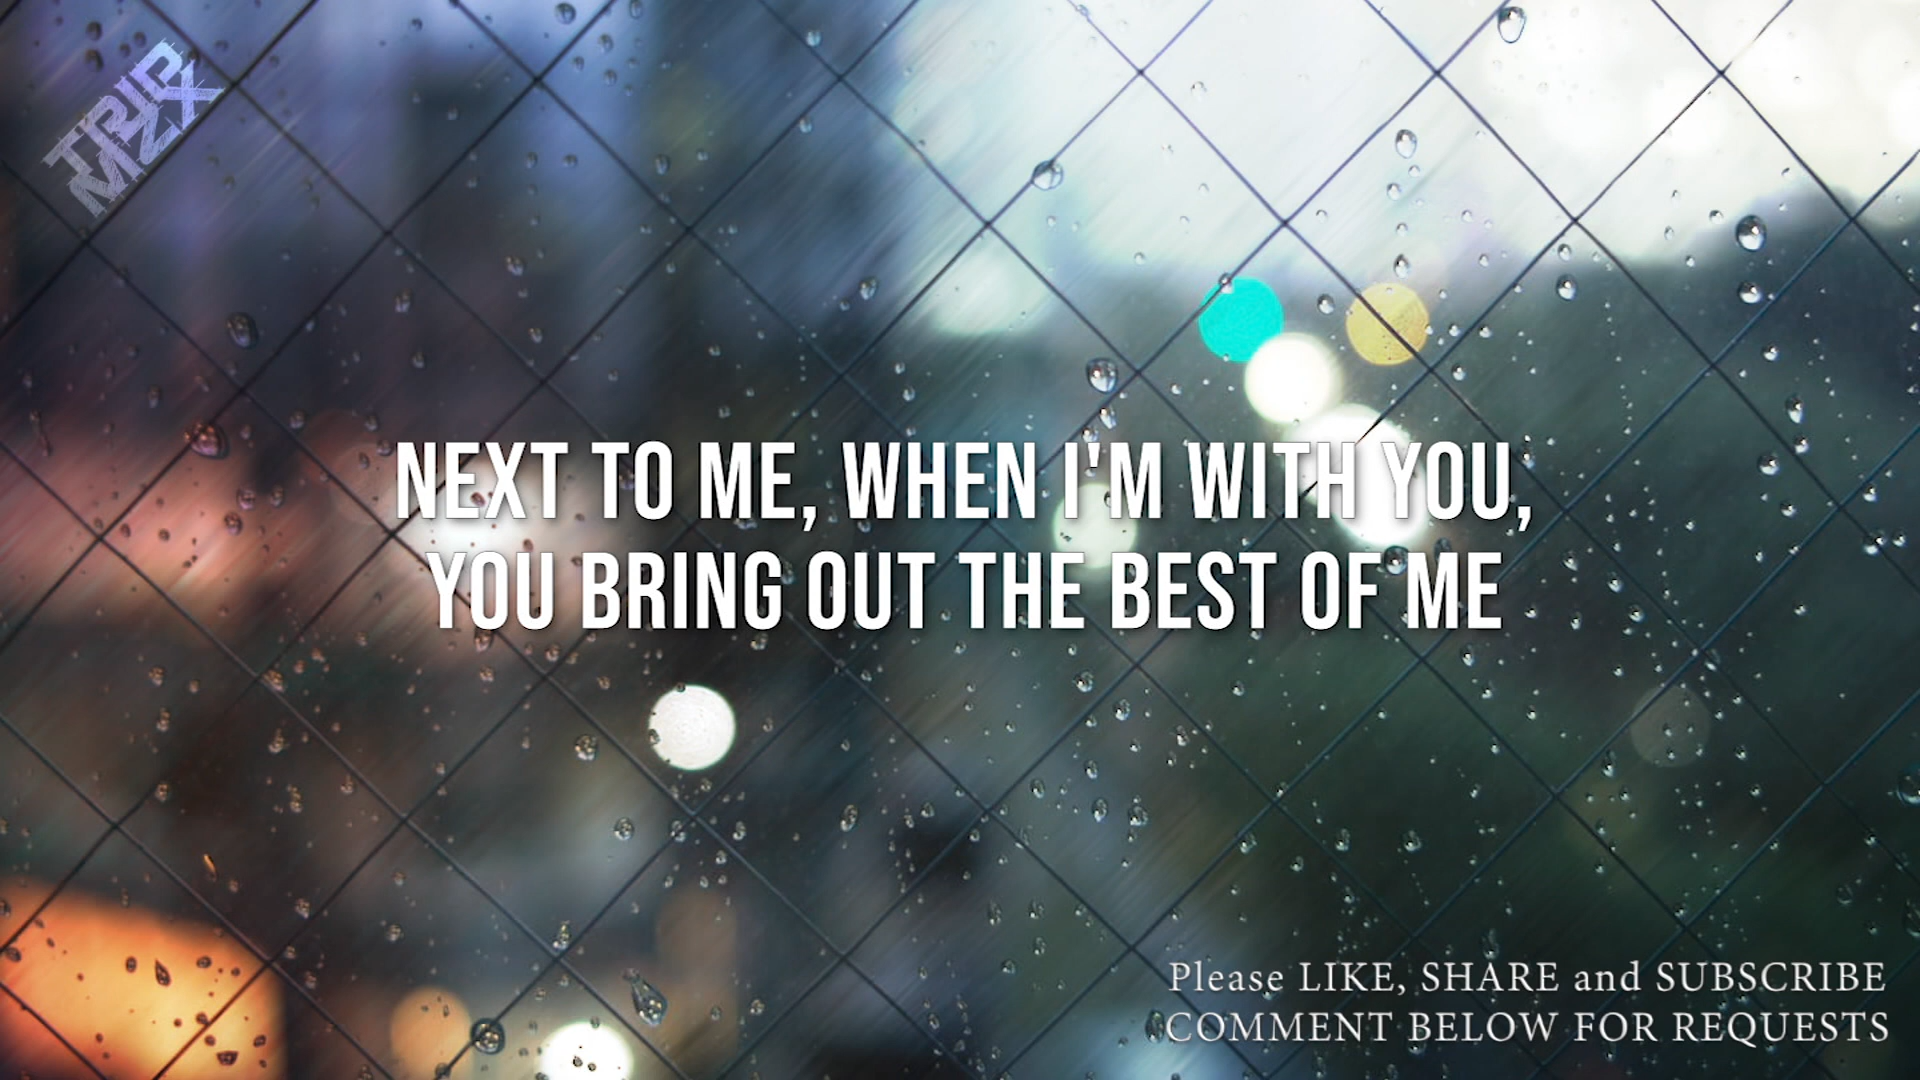 TRIP
MZX
NEXT TO ME, WHEN I'M WITH YOU,
YOU BRING OUT THE BEST OF ME
Please LIKE, SHARE and SUBSCRIBE
COMMENT BELOW FOR REQUESTS